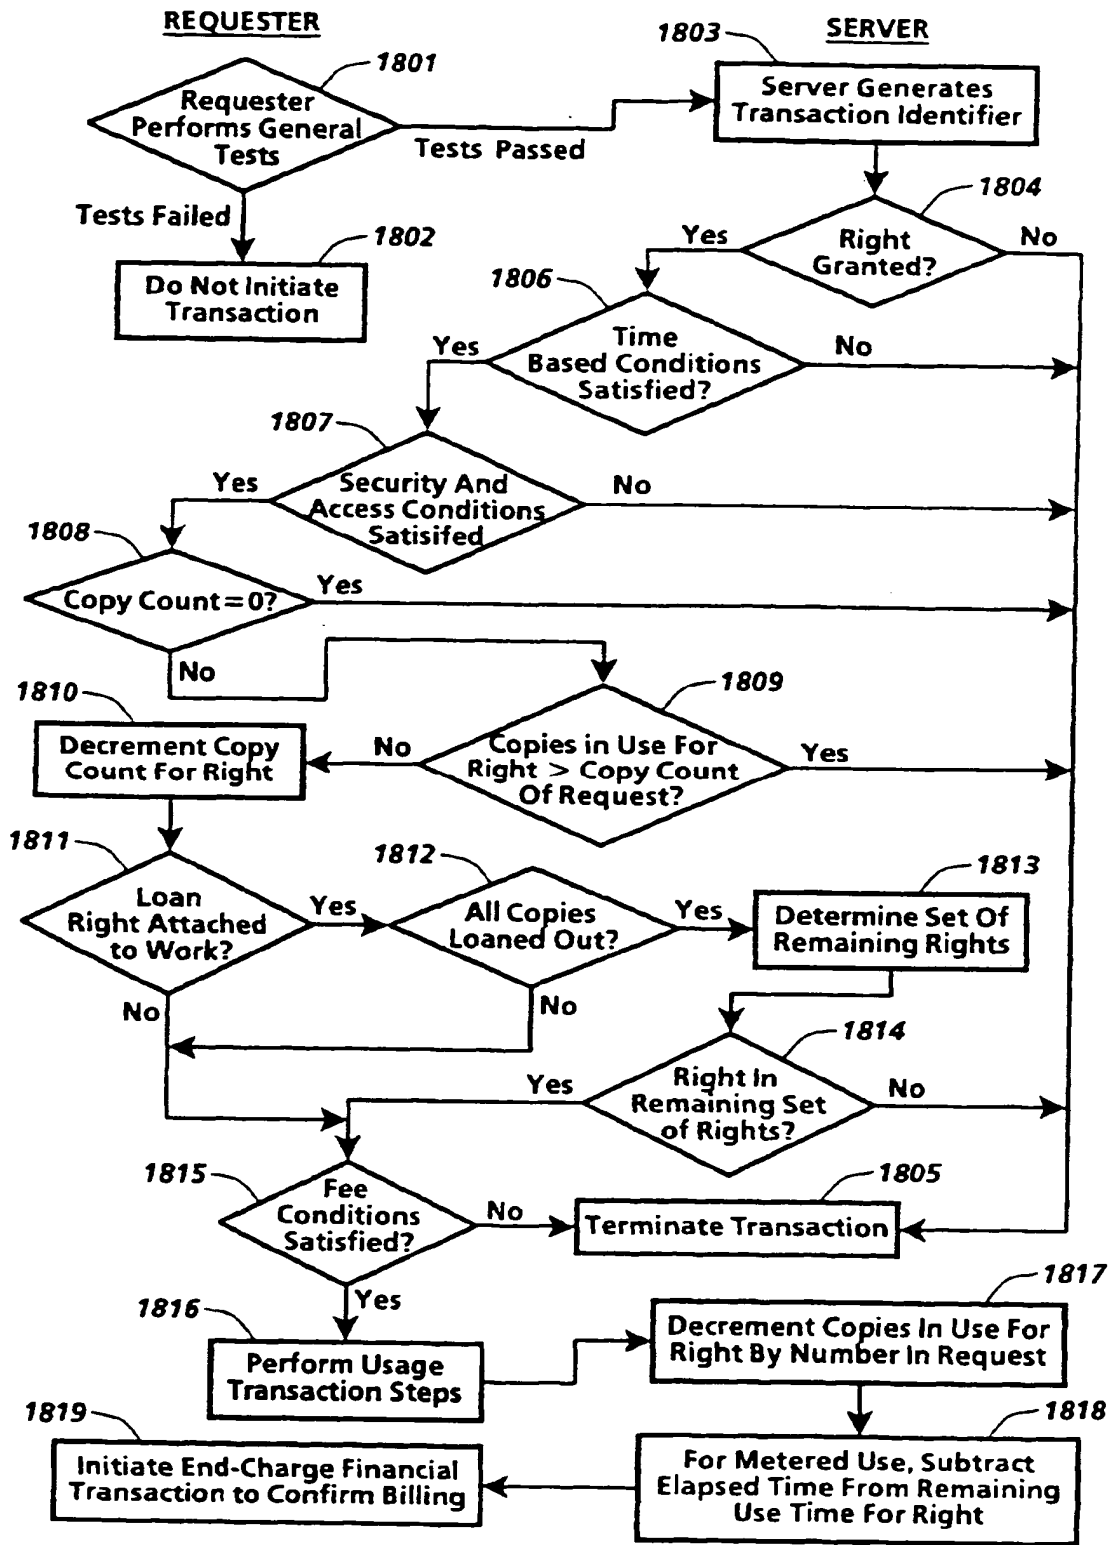 REQUESTER
SERVER
1801
1803
Requester
Performs General
Tests
Server Generates
Transaction Identifier
Tests Passed
Tests Failed
1802
Do Not Initiate
Transaction
1804
Right
Granted?
Yes
No
1806
Time
Based Conditions
Satisfied?
Yes
No
1807
Security And
Access Conditions
Satisifed
Yes
No
1808
Copy Count=0?
Yes
No
1809
Copies in Use For
Right > Copy Count
Of Request?
No
Yes
1810
Decrement Copy
Count For Right
1811
Loan
Right Attached
to Work?
Yes
No
1812
All Copies
Loaned Out?
Yes
No
1813
Determine Set Of
Remaining Rights
1814
Right In
Remaining Set
of Rights?
Yes
No
1815
Fee
Conditions
Satisfied?
No
Yes
1805
Terminate Transaction
1816
Perform Usage
Transaction Steps
1817
Decrement Copies In Use For
Right By Number In Request
1818
For Metered Use, Subtract
Elapsed Time From Remaining
Use Time For Right
1819
Initiate End-Charge Financial
Transaction to Confirm Billing